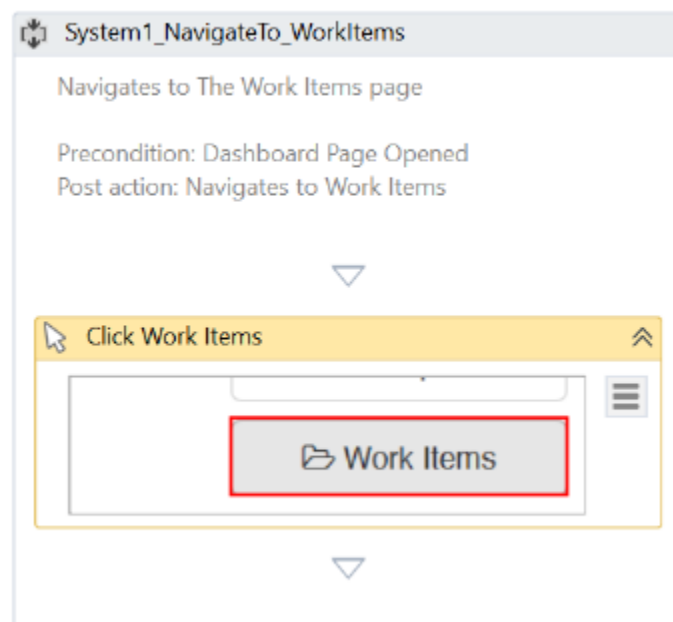 System1_NavigateTo_WorkItems
Navigates to The Work Items page
Precondition: Dashboard Page Opened
Post action: Navigates to Work Items
Click Work Items
Work Items